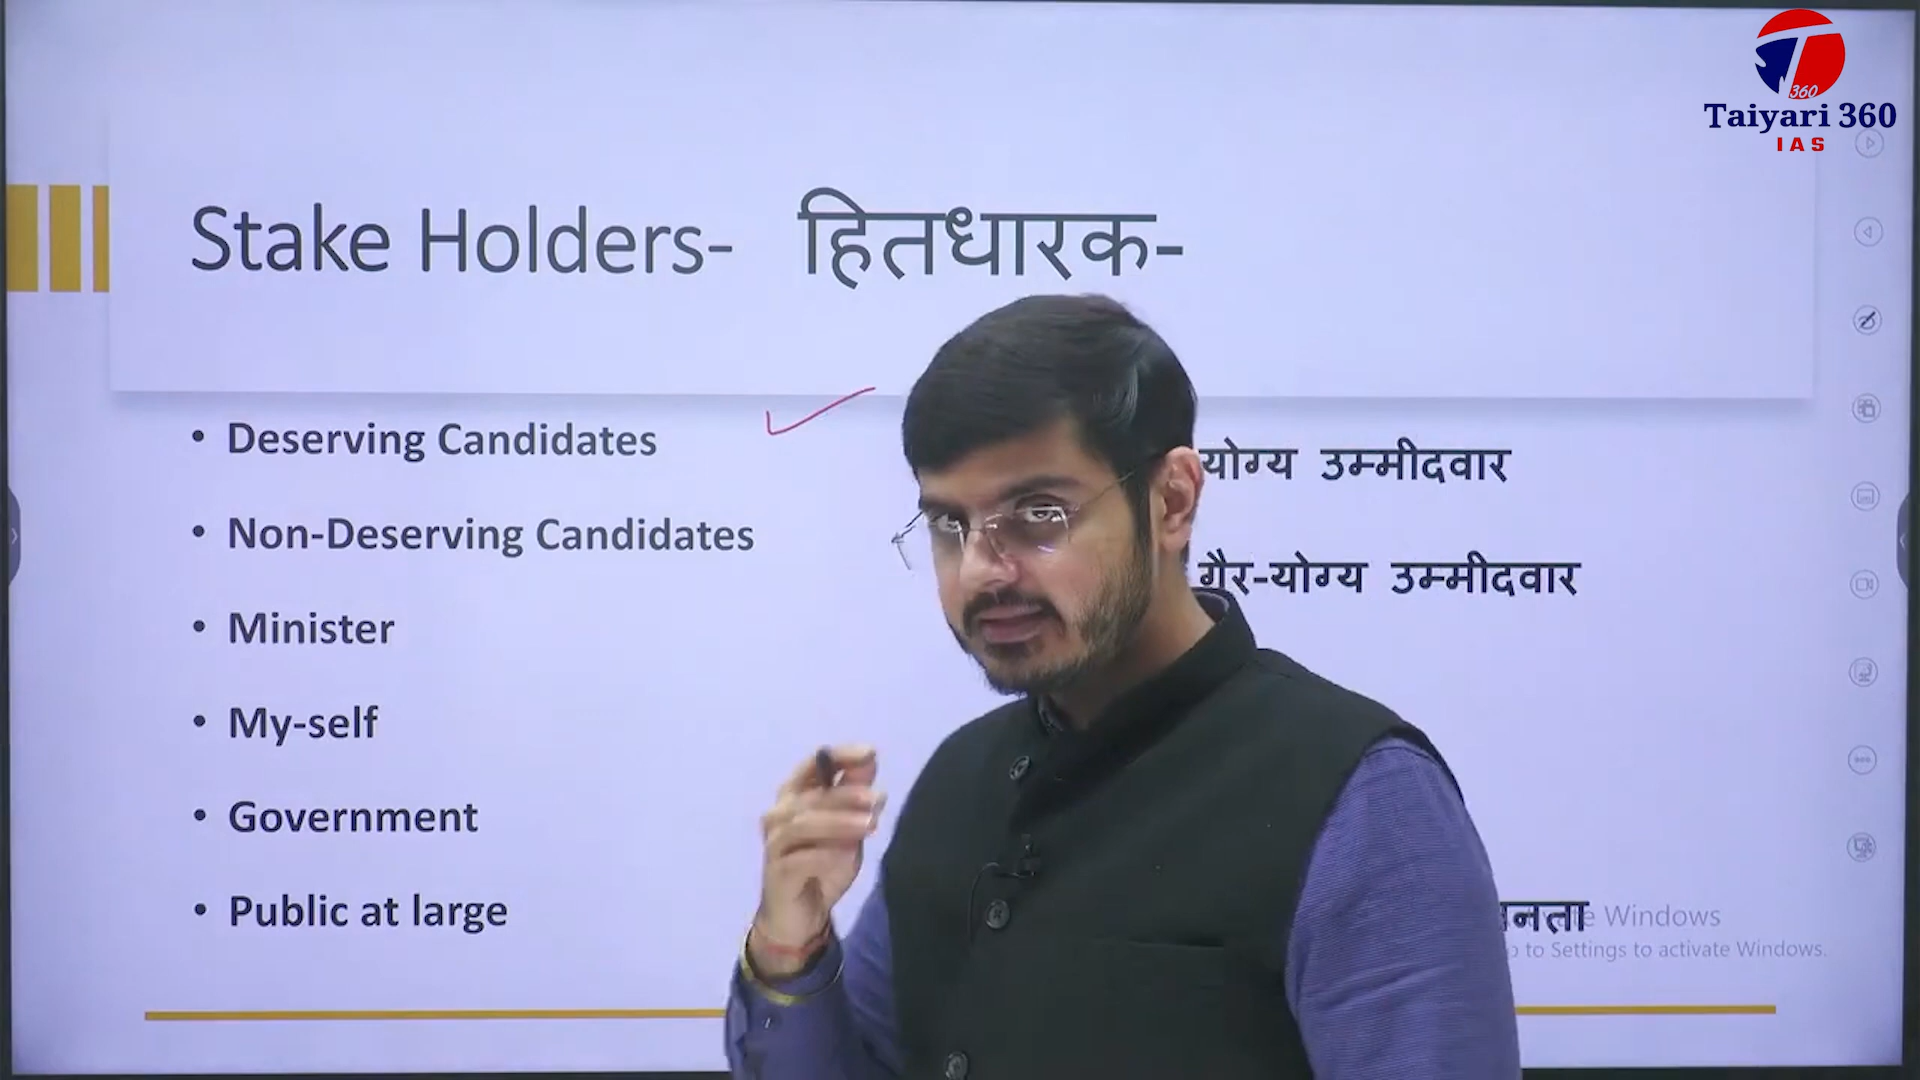 360
Taiyari 360
IAS
Stake Holders- हितधारक-
• Deserving Candidates
योग्य उम्मीदवार
• Non-Deserving Candidates
गैर-योग्य उम्मीदवार
• Minister
• My-self
• Government
• Public at large
Windows
to Settings to activate Windows.